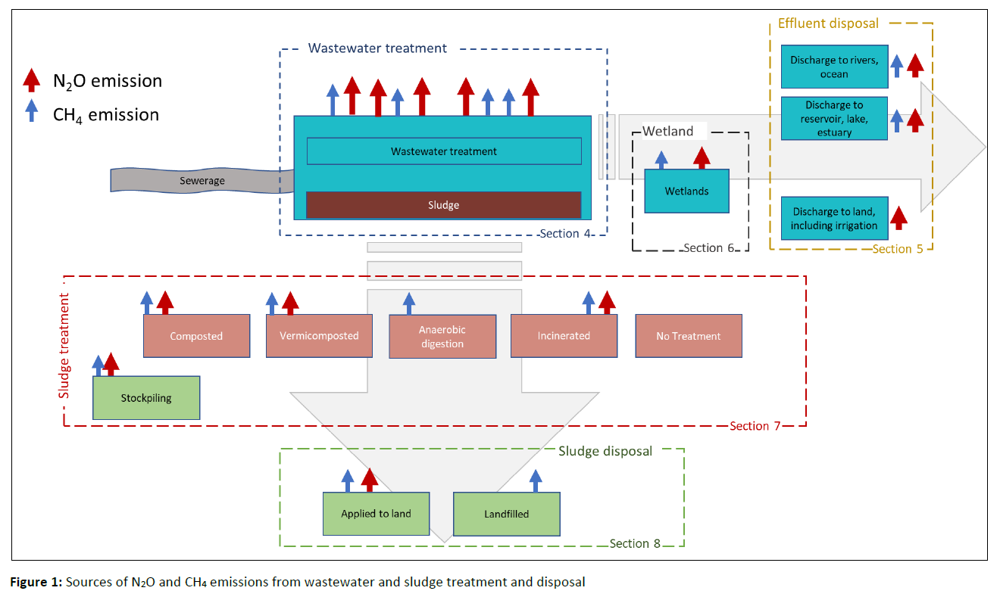 N₂O emission
CH₄ emission
Wastewater treatment
Wastewater treatment
Sludge
Section 4
Sewerage
Wetland
Wetlands
Section 6
Effluent disposal
Discharge to rivers,
ocean
Discharge to
reservoir, lake,
estuary
Discharge to land,
including irrigation
Section 5
Sludge treatment
Composted
Vermicomposted
Anaerobic
digestion
Incinerated
No Treatment
Stockpiling
Section 7
Sludge disposal
Applied to land
Landfilled
Section 8
Figure 1: Sources of N₂O and CH₄ emissions from wastewater and sludge treatment and disposal